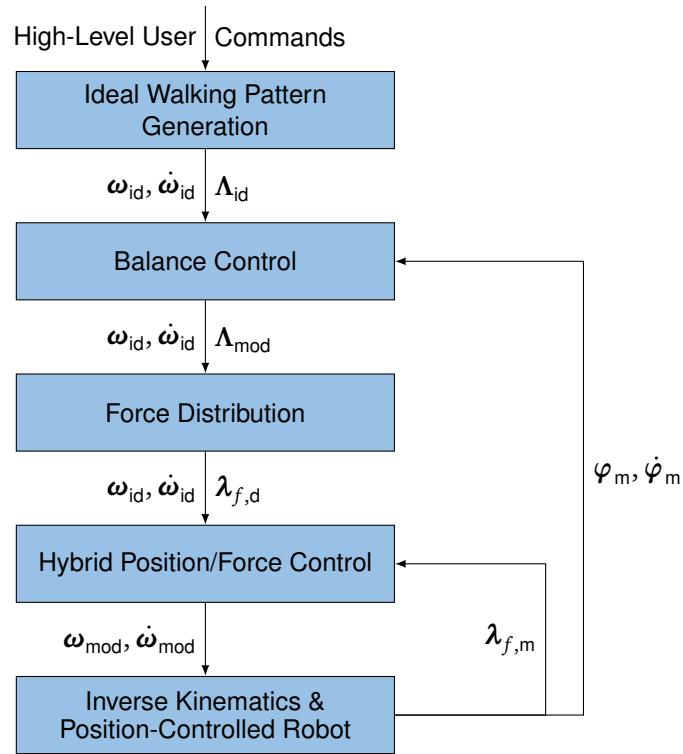 High-Level User Commands
Ideal Walking Pattern
Generation
ω_id, ω̇_id Λ_id
Balance Control
ω_id, ω̇_id Λ_mod
Force Distribution
φ_m, φ̇_m
ω_id, ω̇_id λ_f,d
Hybrid Position/Force Control
ω_mod, ω̇_mod
λ_f,m
Inverse Kinematics &
Position-Controlled Robot